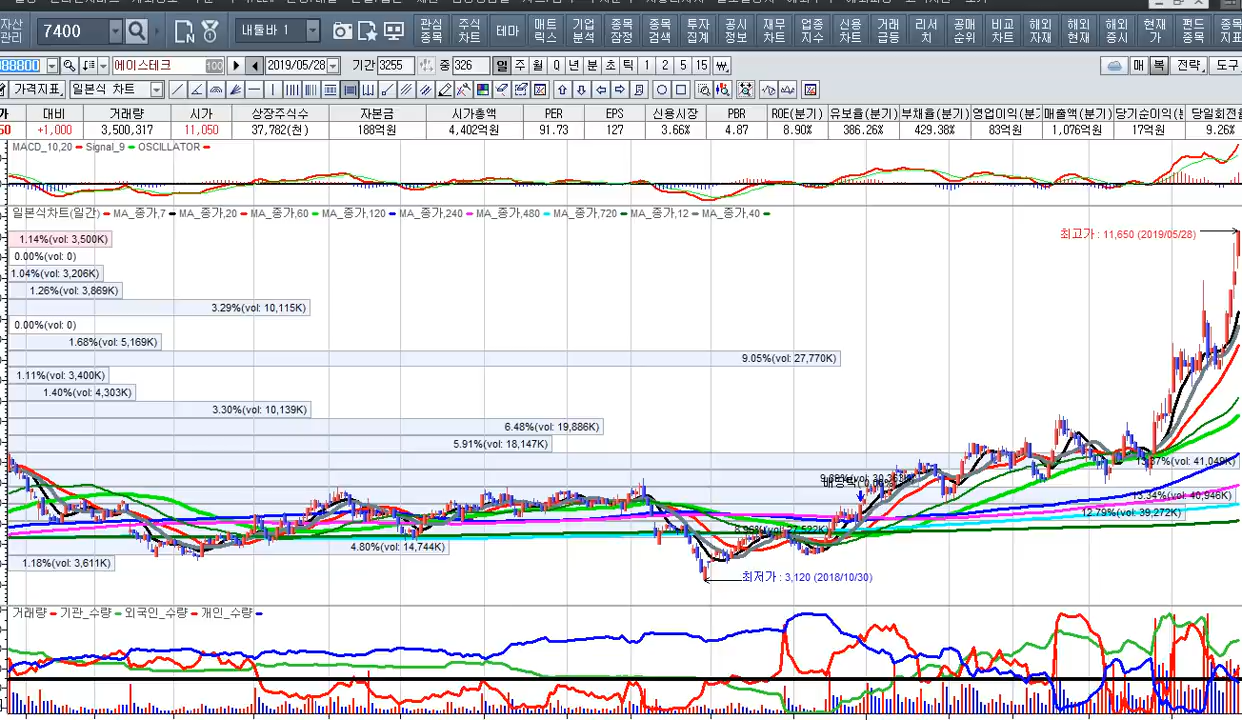 자산 관리 7400 내툴바 1 관심 종목 주식 차트 테마 매트 릭스 기업 분석 종목 잠정 종목 검색 투자 집계 공시 정보 재무 차트 업종 지수 신용 차트 거래 급등 리서 치 공매 순위 비교 차트 해외 자재 해외 현재 해외 증시 현재 가 펀드 종목 종목 지표
88800 에이스테크 100 2019/05/28 기간 3255 중 326 일 주 월 Q 년 분 초 틱 1 2 3 5 15 ₩ 매 복 전략 도구
가격지표 일본식 차트
가 대비 거래량 시가 상장주식수 자본금 시가총액 PER EPS 신용시장 PBR ROE(분기) 유보율(분기) 부채율(분기) 영업이익(분기 매출액(분기) 당기순이익( 당일회전율
50 +1,000 3,500,317 11,050 37,782(천) 188억원 4,402억원 91.73 127 3.66% 4.87 8.90% 386.26% 429.38% 83억원 1,076억원 17억원 9.26%
MACD_10,20 Signal_9 OSCILLATOR
일본식차트(일간) MA_종가,7 MA_종가,20 MA_종가,60 MA_종가,120 MA_종가,240 MA_종가,480 MA_종가,720 MA_종가,12 MA_종가,40
최고가 : 11,650 (2019/05/28)
1.14%(vol: 3,500K)
0.00%(vol: 0)
1.04%(vol: 3,206K)
1.26%(vol: 3,869K)
3.29%(vol: 10,115K)
0.00%(vol: 0)
1.68%(vol: 5,169K)
9.05%(vol: 27,770K)
1.11%(vol: 3,400K)
1.40%(vol: 4,303K)
3.30%(vol: 10,139K)
6.48%(vol: 19,886K)
5.91%(vol: 18,147K)
13.37%(vol: 41,049K)
13.34%(vol: 40,946K)
12.79%(vol: 39,272K)
4.80%(vol: 14,744K)
1.18%(vol: 3,611K)
최저가 : 3,120 (2018/10/30)
거래량 기관_수량 외국인_수량 개인_수량